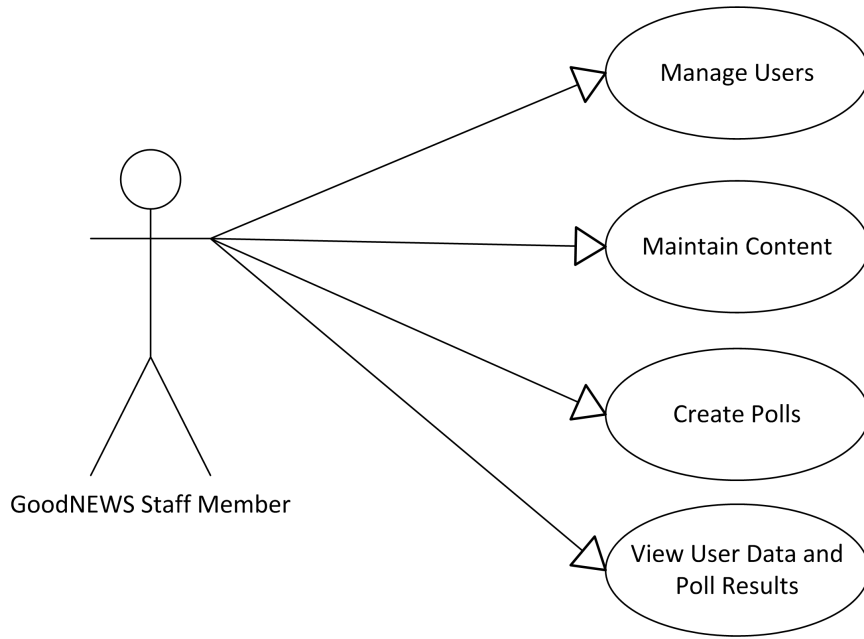 Manage Users
Maintain Content
Create Polls
GoodNEWS Staff Member
View User Data and
Poll Results